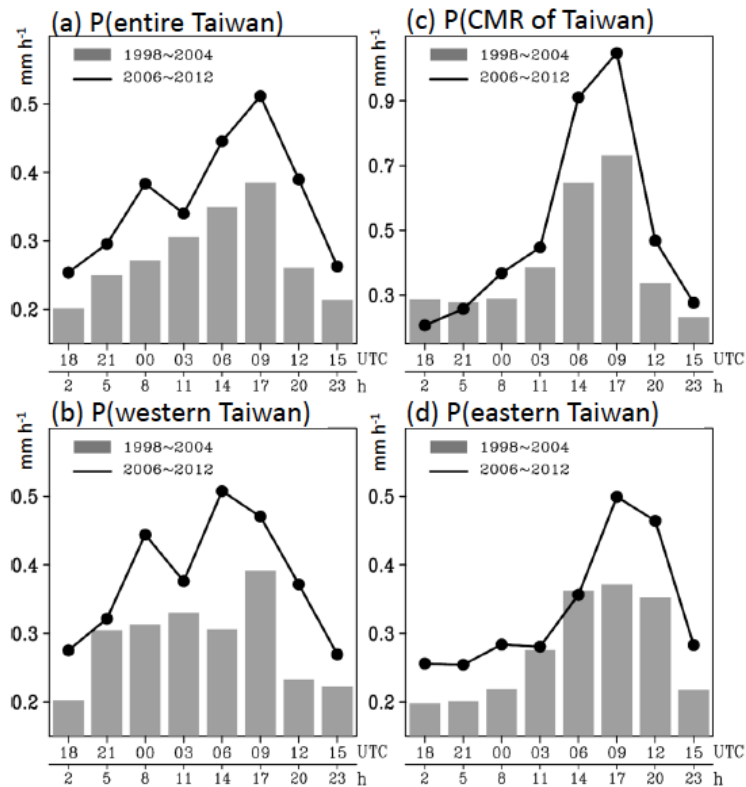 (a) P(entire Taiwan)
mm h⁻¹
1998~2004
2006~2012
0.5
0.4
0.3
0.2
18 21 00 03 06 09 12 15 UTC
2 5 8 11 14 17 20 23 h
(c) P(CMR of Taiwan)
mm h⁻¹
1998~2004
2006~2012
0.9
0.7
0.5
0.3
18 21 00 03 06 09 12 15 UTC
2 5 8 11 14 17 20 23 h
(b) P(western Taiwan)
mm h⁻¹
1998~2004
2006~2012
0.5
0.4
0.3
0.2
18 21 00 03 06 09 12 15 UTC
2 5 8 11 14 17 20 23 h
(d) P(eastern Taiwan)
mm h⁻¹
1998~2004
2006~2012
0.5
0.4
0.3
0.2
18 21 00 03 06 09 12 15 UTC
2 5 8 11 14 17 20 23 h